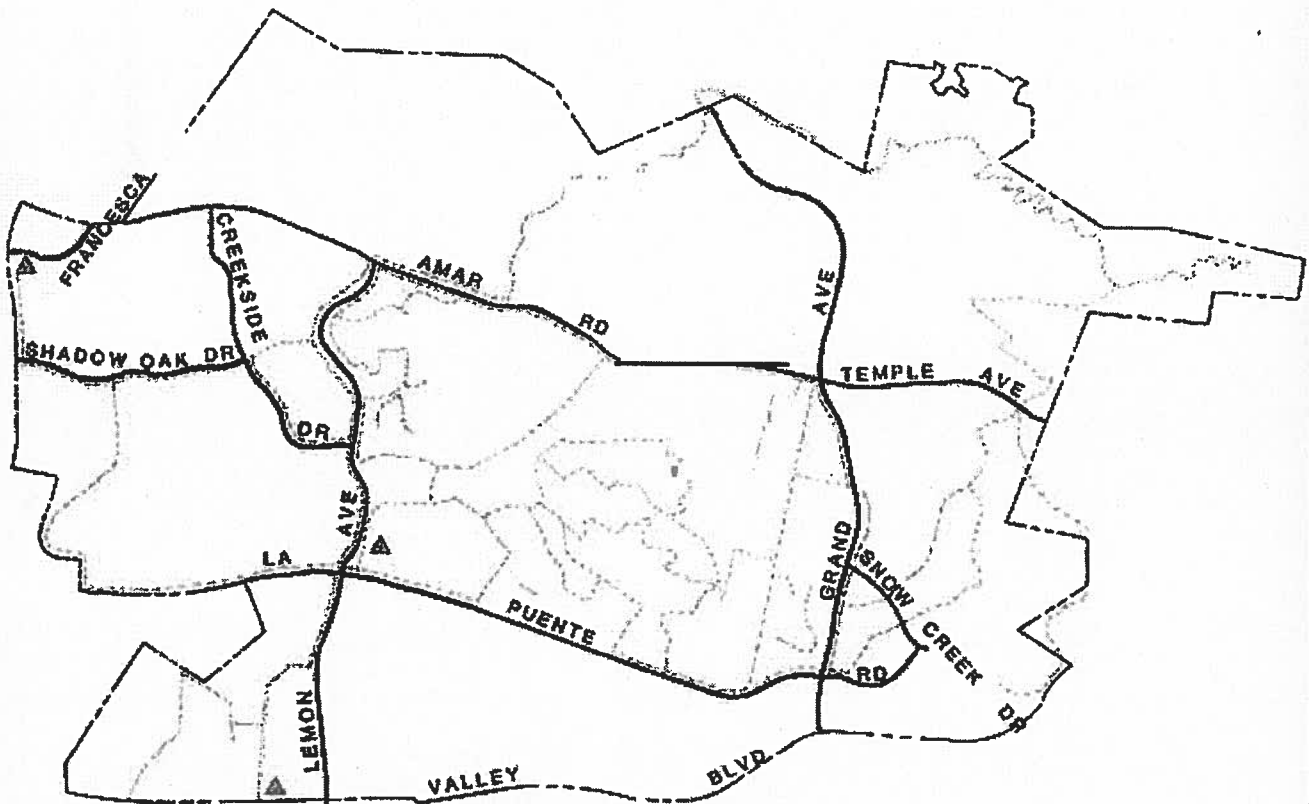 FRANCESCA
CREEKSIDE
DR
AMAR
RD
SHADOW OAK DR
AVE
TEMPLE
AVE
LEMON
AVE
GRAND
SNOW
CREEK
DR
LA
PUENTE
RD
VALLEY
BLVD